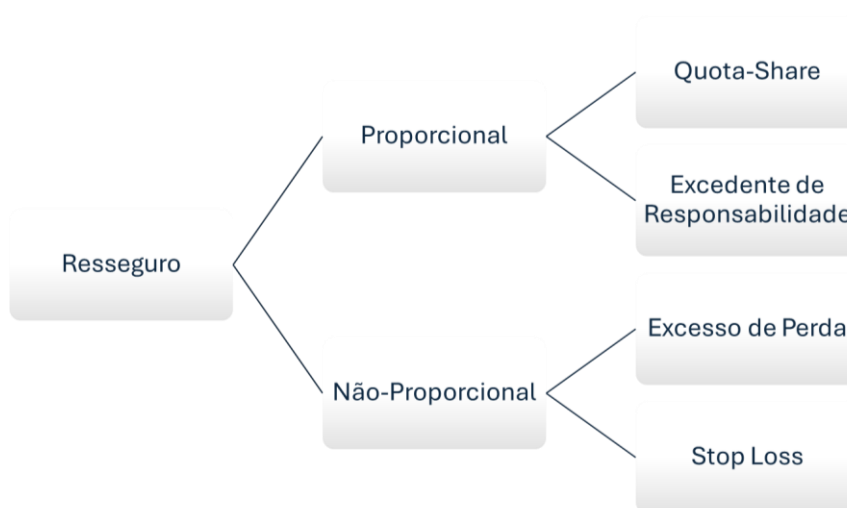 Resseguro
Proporcional
Quota-Share
Excedente de
Responsabilidade
Não-Proporcional
Excesso de Perda
Stop Loss